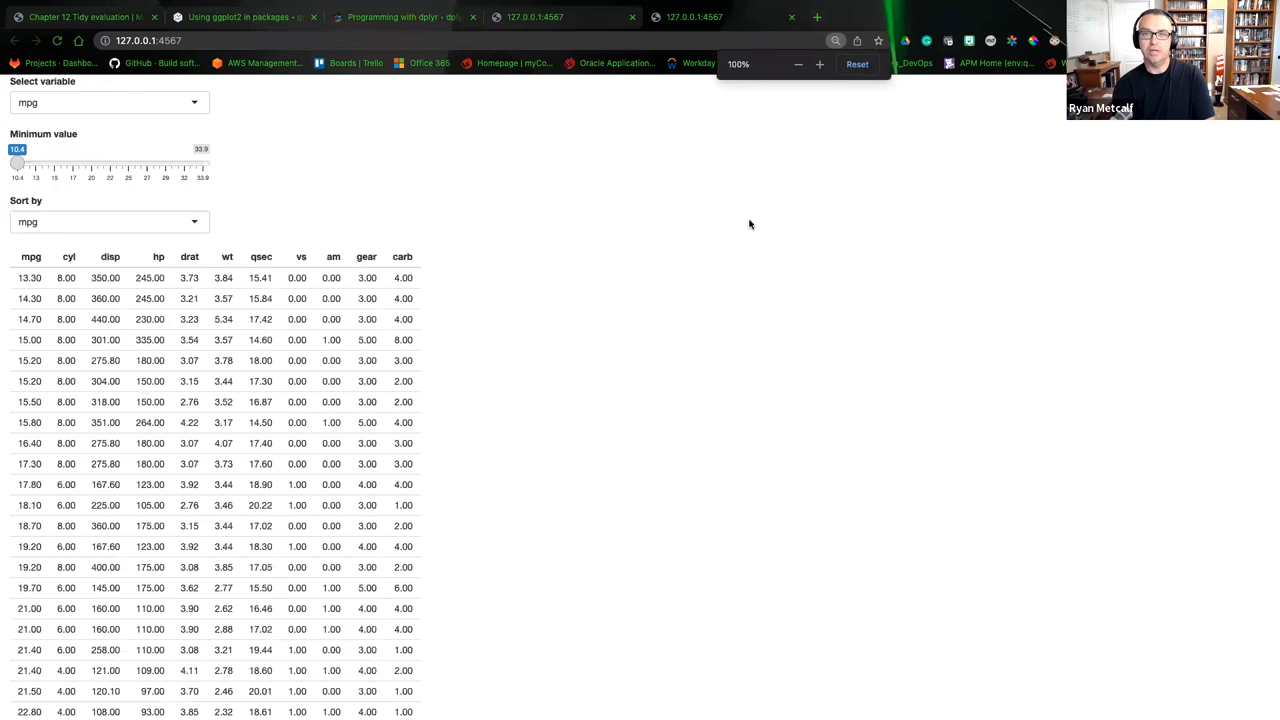 Chapter 12 Tidy evaluation | M
Using ggplot2 in packages • g
Programming with dplyr • dply
127.0.0.1:4567
127.0.0.1:4567
127.0.0.1:4567
Projects - Dashbo...
GitHub - Build soft...
AWS Management...
Boards | Trello
Office 365
Homepage | myCo...
Oracle Application...
Workday
_DevOps
APM Home (env:q...
100%
Reset
Ryan Metcalf
Select variable
mpg
Minimum value
10.4 33.9
10.4 13 15 17 20 22 25 27 29 32 33.9
Sort by
mpg
mpg cyl disp hp drat wt qsec vs am gear carb
13.30 8.00 350.00 245.00 3.73 3.84 15.41 0.00 0.00 3.00 4.00
14.30 8.00 360.00 245.00 3.21 3.57 15.84 0.00 0.00 3.00 4.00
14.70 8.00 440.00 230.00 3.23 5.34 17.42 0.00 0.00 3.00 4.00
15.00 8.00 301.00 335.00 3.54 3.57 14.60 0.00 1.00 5.00 8.00
15.20 8.00 275.80 180.00 3.07 3.78 18.00 0.00 0.00 3.00 3.00
15.20 8.00 304.00 150.00 3.15 3.44 17.30 0.00 0.00 3.00 2.00
15.50 8.00 318.00 150.00 2.76 3.52 16.87 0.00 0.00 3.00 2.00
15.80 8.00 351.00 264.00 4.22 3.17 14.50 0.00 1.00 5.00 4.00
16.40 8.00 275.80 180.00 3.07 4.07 17.40 0.00 0.00 3.00 3.00
17.30 8.00 275.80 180.00 3.07 3.73 17.60 0.00 0.00 3.00 3.00
17.80 6.00 167.60 123.00 3.92 3.44 18.90 1.00 0.00 4.00 4.00
18.10 6.00 225.00 105.00 2.76 3.46 20.22 1.00 0.00 3.00 1.00
18.70 8.00 360.00 175.00 3.15 3.44 17.02 0.00 0.00 3.00 2.00
19.20 6.00 167.60 123.00 3.92 3.44 18.30 1.00 0.00 4.00 4.00
19.20 8.00 400.00 175.00 3.08 3.85 17.05 0.00 0.00 3.00 2.00
19.70 6.00 145.00 175.00 3.62 2.77 15.50 0.00 1.00 5.00 6.00
21.00 6.00 160.00 110.00 3.90 2.62 16.46 0.00 1.00 4.00 4.00
21.00 6.00 160.00 110.00 3.90 2.88 17.02 0.00 1.00 4.00 4.00
21.40 6.00 258.00 110.00 3.08 3.21 19.44 1.00 0.00 3.00 1.00
21.40 4.00 121.00 109.00 4.11 2.78 18.60 1.00 1.00 4.00 2.00
21.50 4.00 120.10 97.00 3.70 2.46 20.01 1.00 0.00 3.00 1.00
22.80 4.00 108.00 93.00 3.85 2.32 18.61 1.00 1.00 4.00 1.00